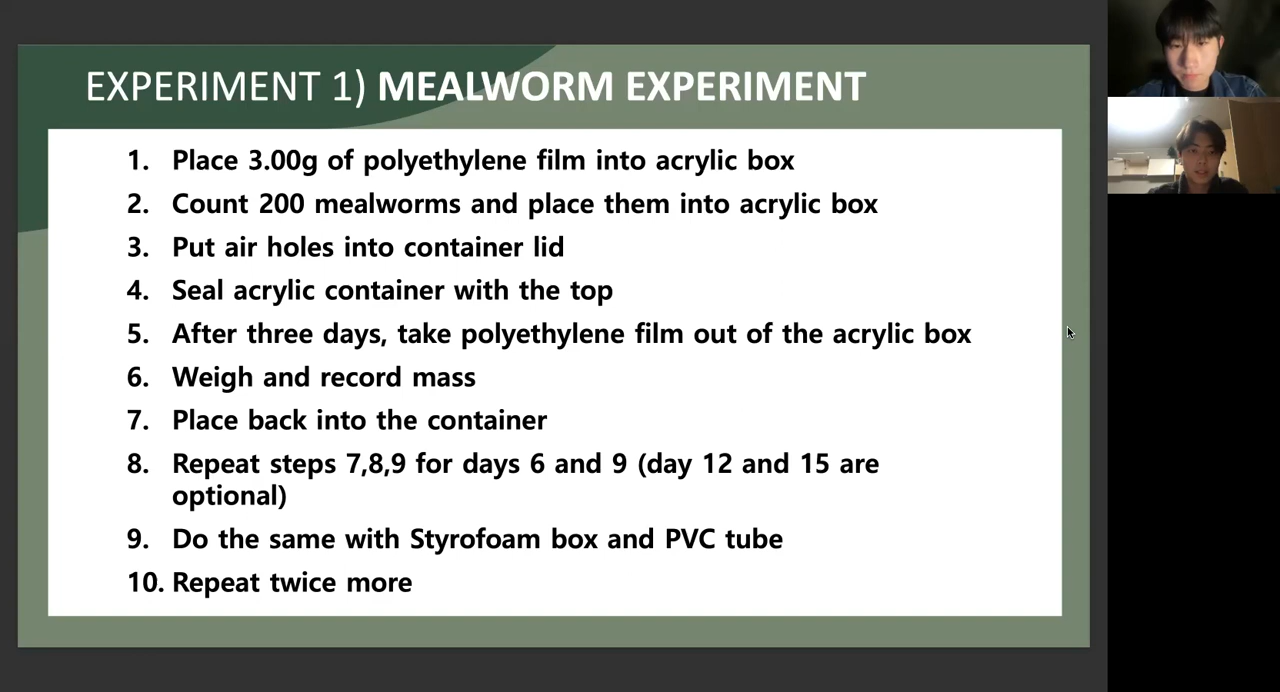 EXPERIMENT 1) MEALWORM EXPERIMENT
1. Place 3.00g of polyethylene film into acrylic box
2. Count 200 mealworms and place them into acrylic box
3. Put air holes into container lid
4. Seal acrylic container with the top
5. After three days, take polyethylene film out of the acrylic box
6. Weigh and record mass
7. Place back into the container
8. Repeat steps 7,8,9 for days 6 and 9 (day 12 and 15 are
optional)
9. Do the same with Styrofoam box and PVC tube
10. Repeat twice more